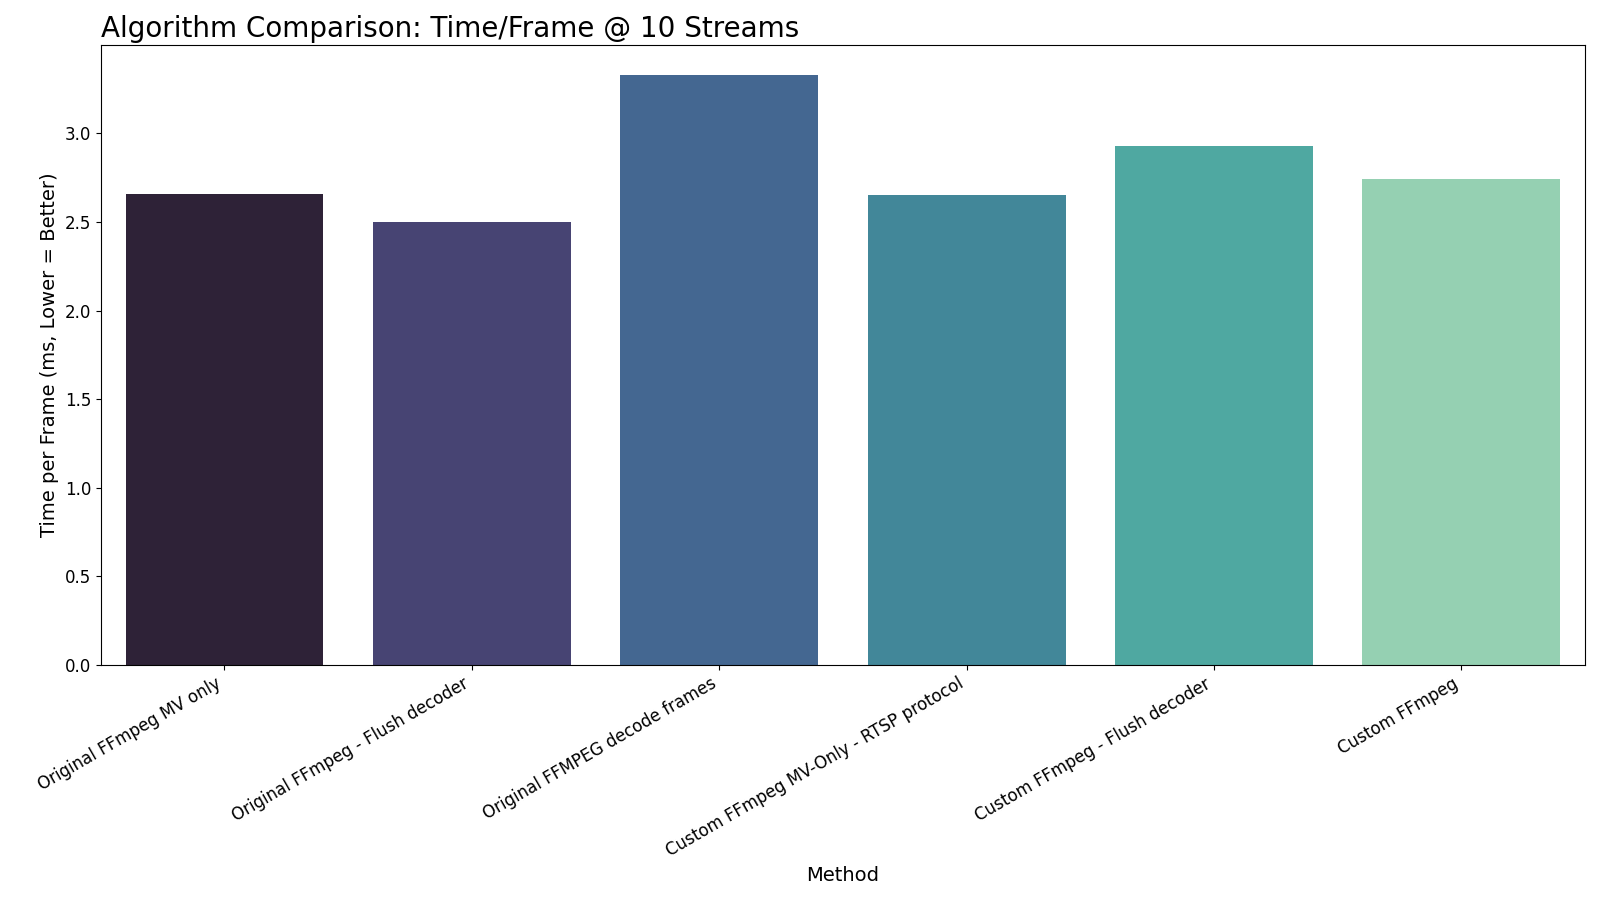 Algorithm Comparison: Time/Frame @ 10 Streams
Time per Frame (ms, Lower = Better)
3.0
2.5
2.0
1.5
1.0
0.5
0.0
Original FFmpeg MV only
Original FFmpeg - Flush decoder
Original FFMPEG decode frames
Custom FFmpeg MV-Only - RTSP protocol
Custom FFmpeg - Flush decoder
Custom FFmpeg
Method